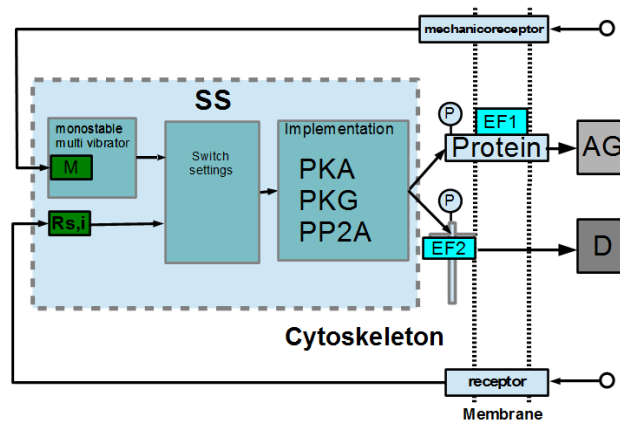 mechanicoreceptor
SS
monostable
multi vibrator
M
Rs,i
Switch
settings
Implementation
PKA
PKG
PP2A
P
EF1
Protein
AG
P
EF2
D
Cytoskeleton
receptor
Membrane